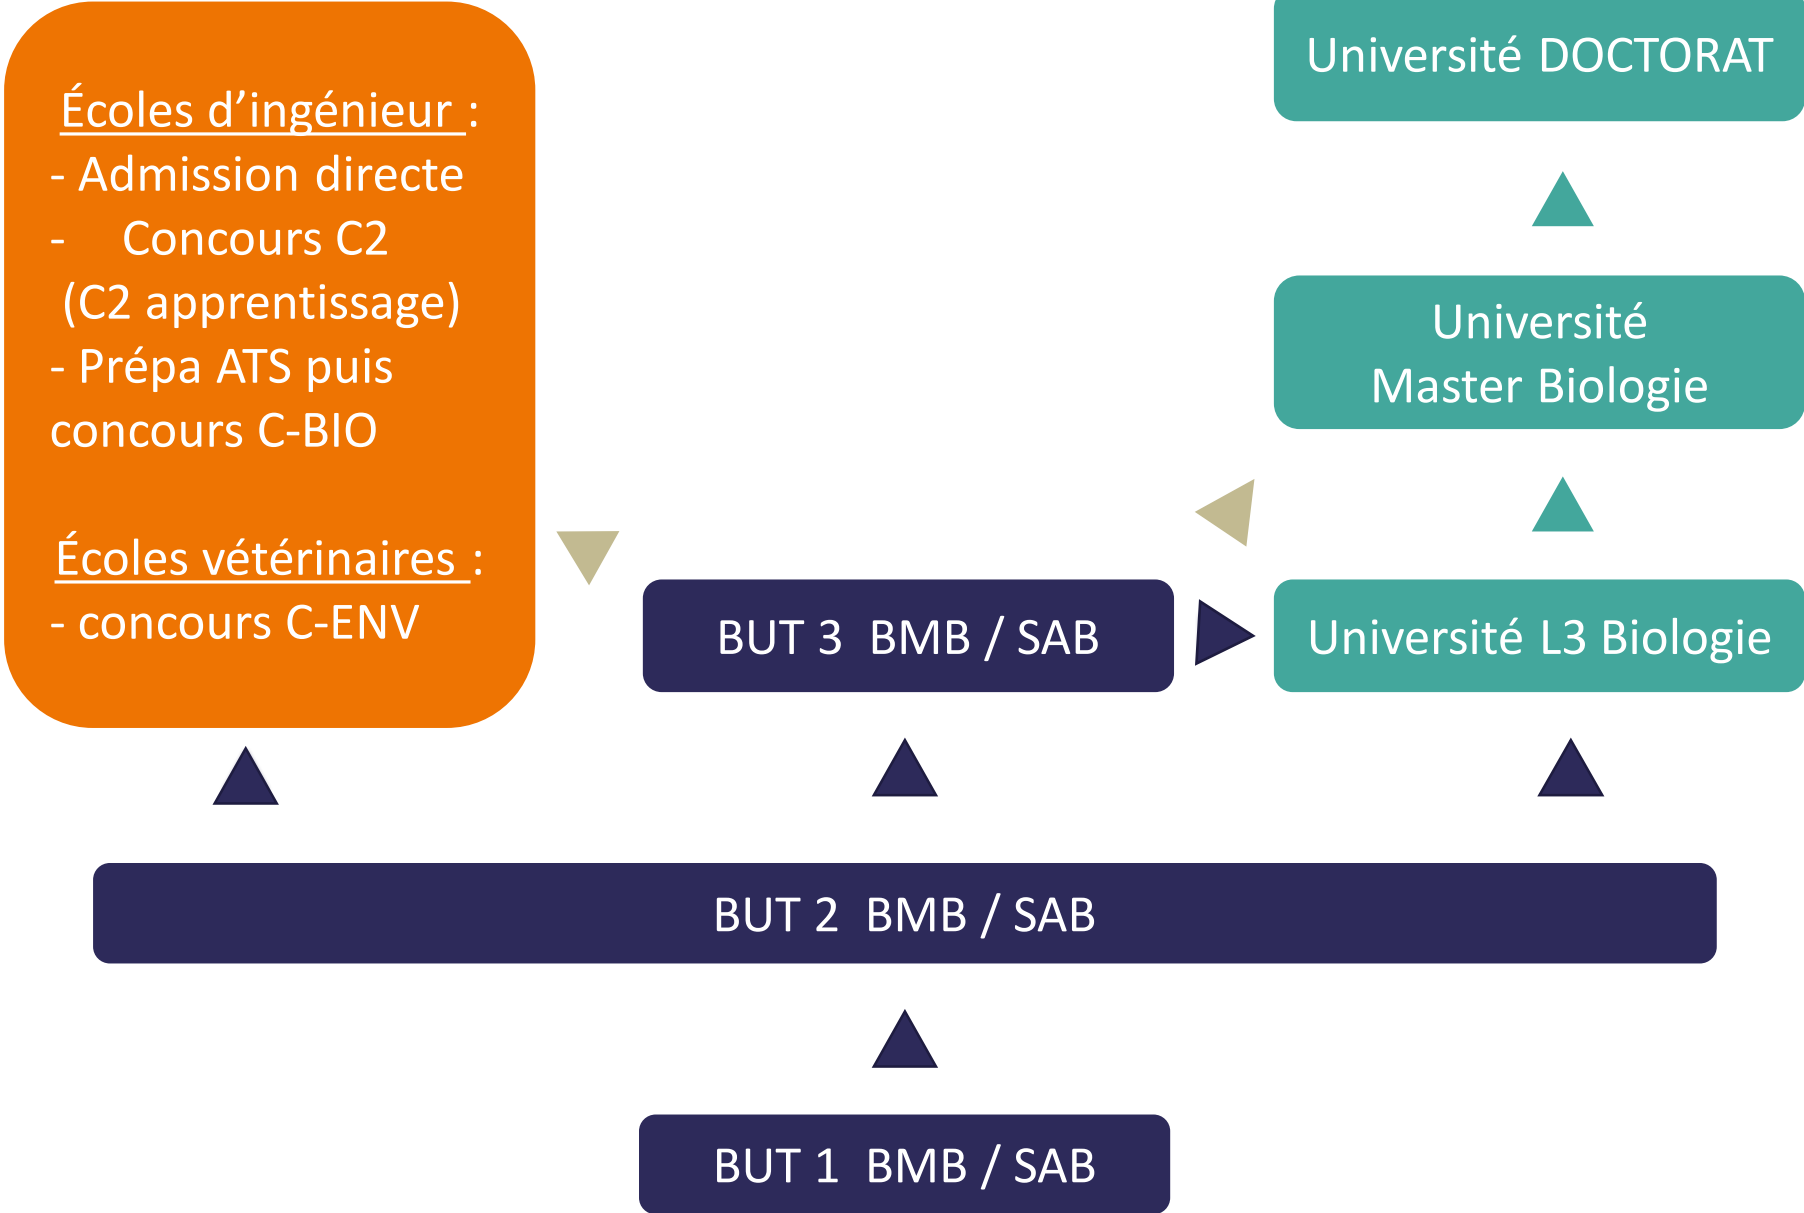 Écoles d’ingénieur :
- Admission directe
- Concours C2
(C2 apprentissage)
- Prépa ATS puis
concours C-BIO
Écoles vétérinaires :
- concours C-ENV
Université DOCTORAT
Université
Master Biologie
BUT 3 BMB / SAB
Université L3 Biologie
BUT 2 BMB / SAB
BUT 1 BMB / SAB